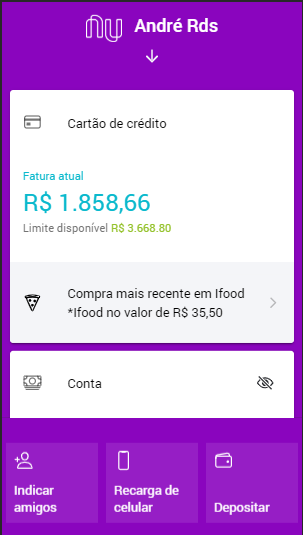 nu André Rds
Cartão de crédito
Fatura atual
R$ 1.858,66
Limite disponível R$ 3.668.80
Compra mais recente em Ifood
*Ifood no valor de R$ 35,50
Conta
Indicar
amigos
Recarga de
celular
Depositar